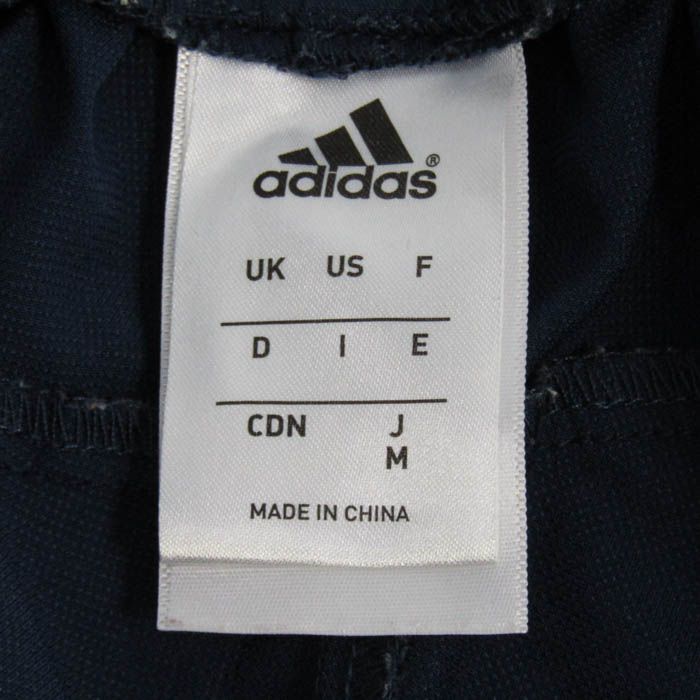 adidas®
UK US F
D I E
CDN J
M
MADE IN CHINA